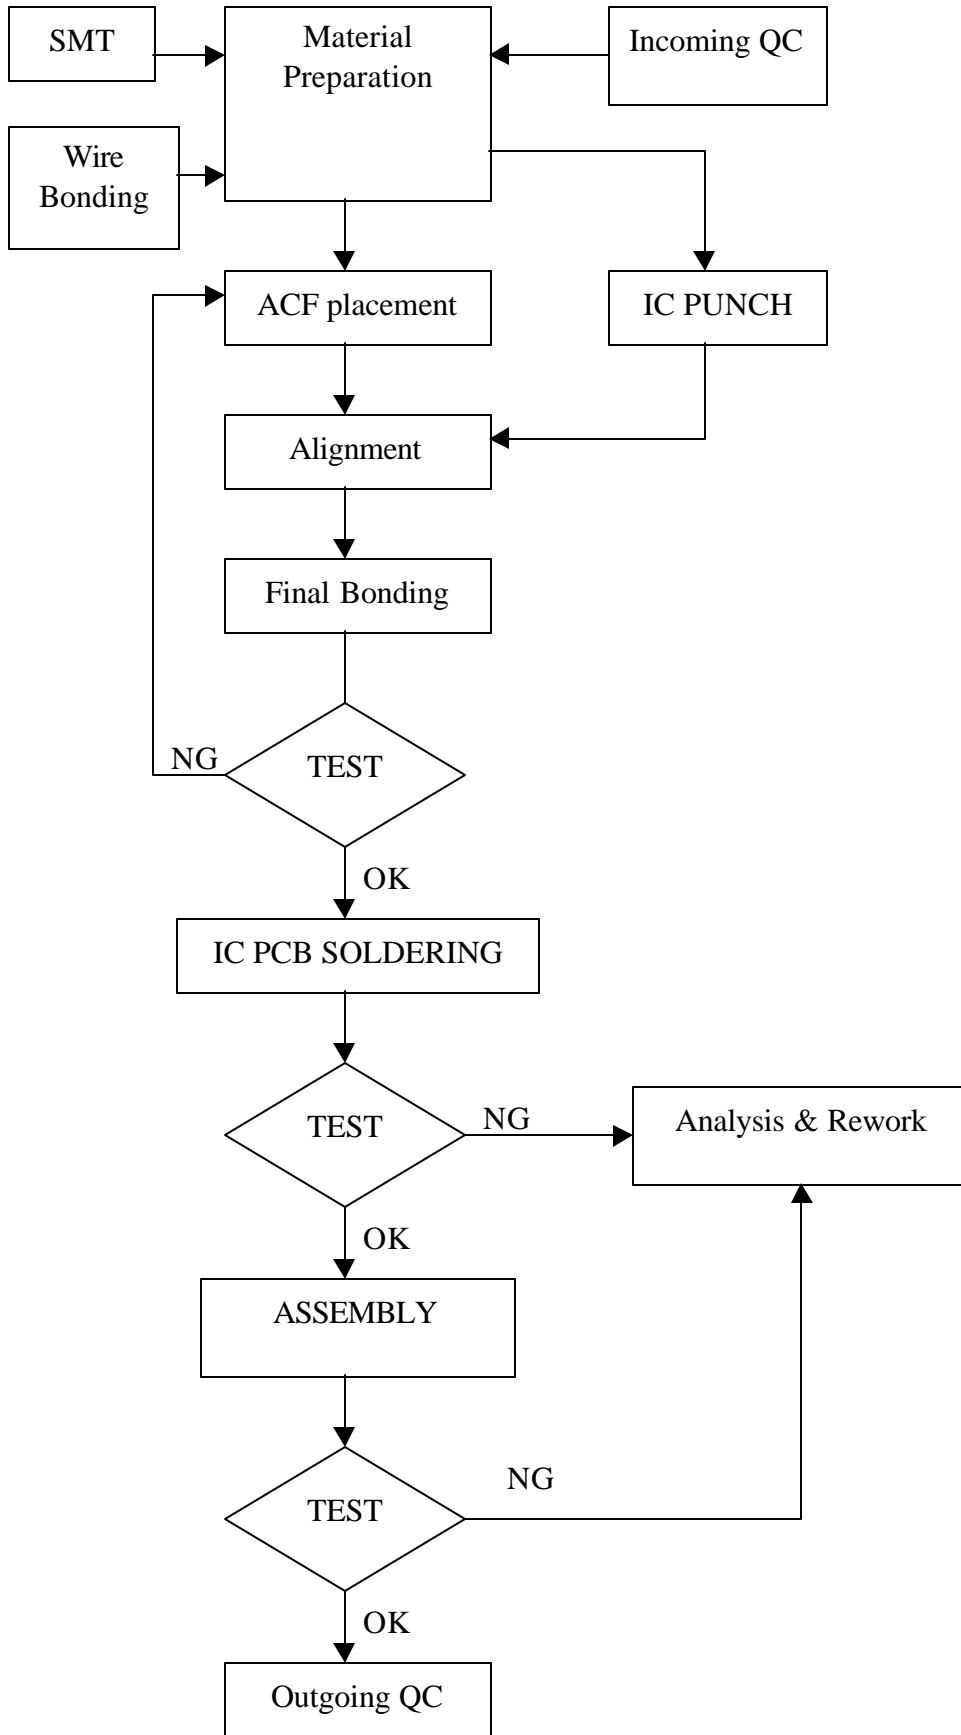 SMT
Material
Preparation
Incoming QC
Wire
Bonding
ACF placement
IC PUNCH
Alignment
Final Bonding
NG
TEST
OK
IC PCB SOLDERING
TEST
NG
Analysis & Rework
OK
ASSEMBLY
NG
TEST
OK
Outgoing QC